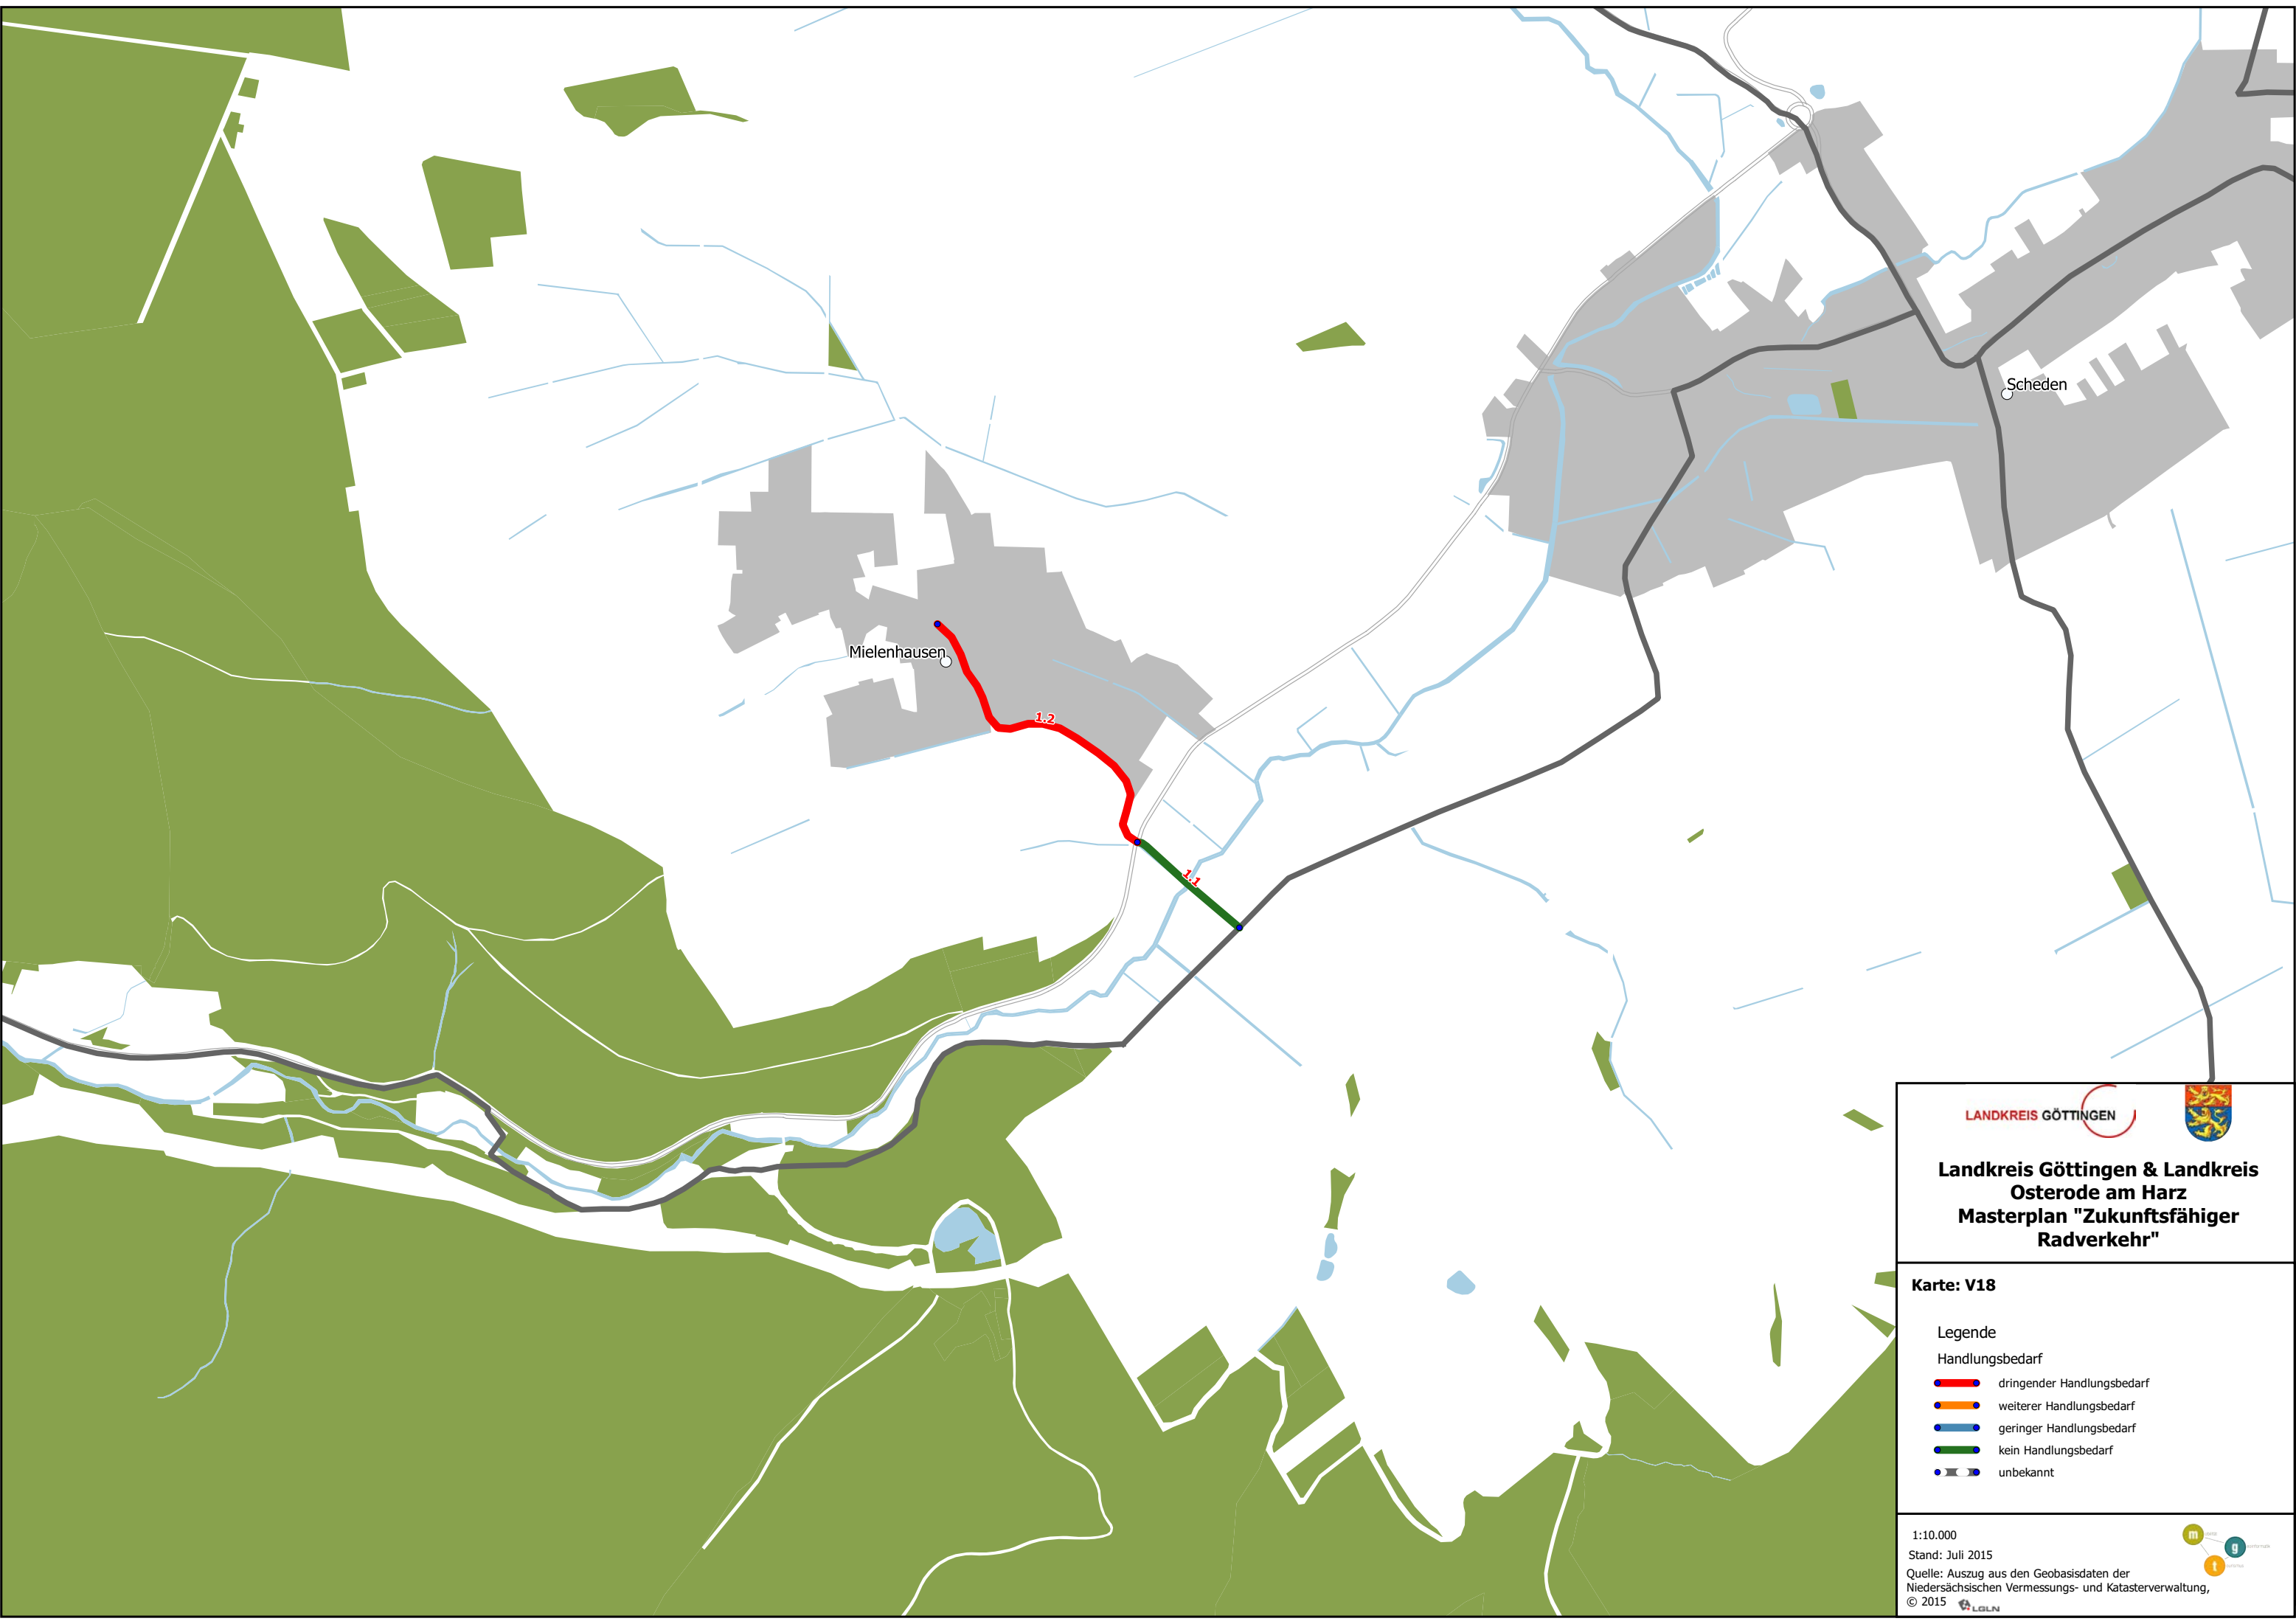 Scheden
Mielenhausen
1.2
1.1
LANDKREIS GÖTTINGEN
Landkreis Göttingen & Landkreis
Osterode am Harz
Masterplan "Zukunftsfähiger
Radverkehr"
Karte: V18
Legende
Handlungsbedarf
dringender Handlungsbedarf
weiterer Handlungsbedarf
geringer Handlungsbedarf
kein Handlungsbedarf
unbekannt
1:10.000
m
g
t
Stand: Juli 2015
Quelle: Auszug aus den Geobasisdaten der
Niedersächsischen Vermessungs- und Katasterverwaltung,
© 2015 LGLN